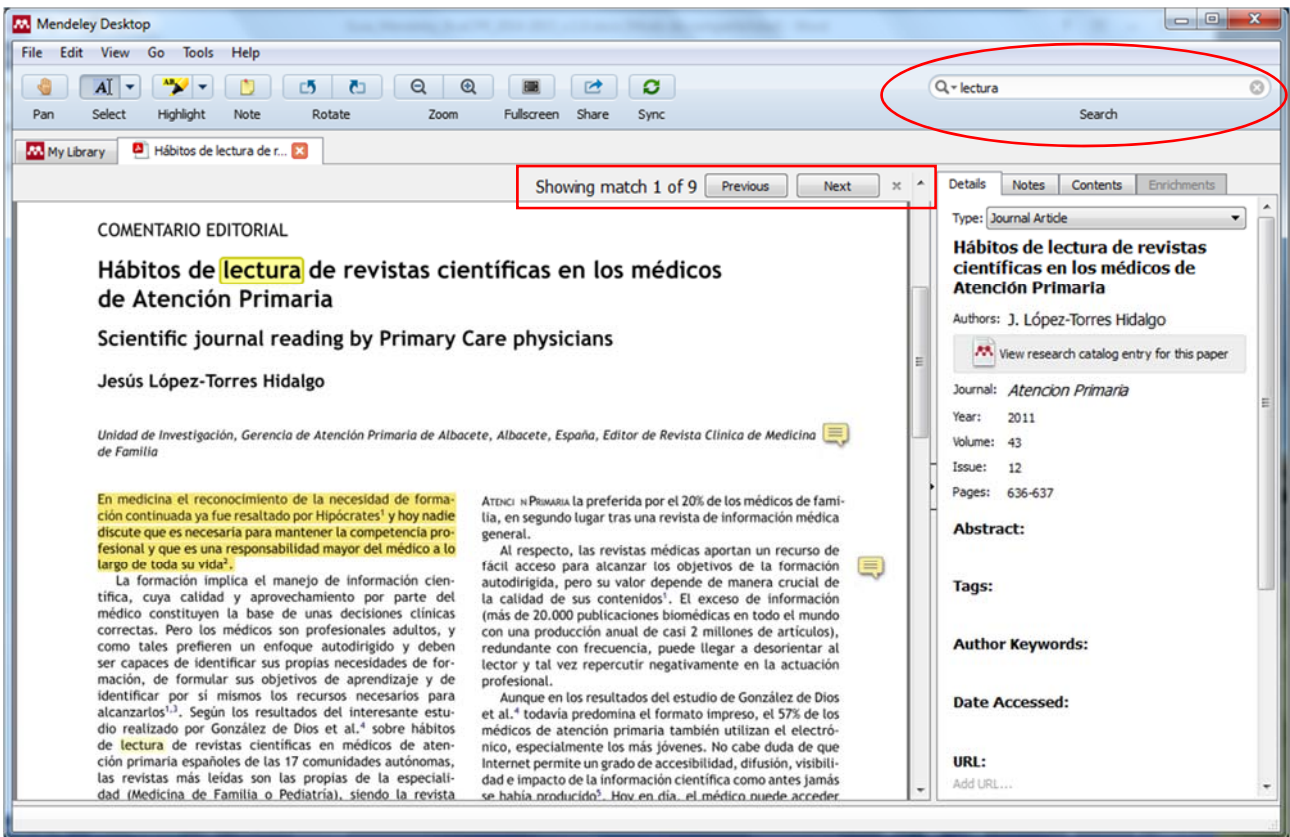 Mendeley Desktop
File Edit View Go Tools Help
lectura
Pan Select Highlight Note Rotate Zoom Fullscreen Share Sync Search
My Library Hábitos de lectura de r...
Showing match 1 of 9 Previous Next
COMENTARIO EDITORIAL
Hábitos de lectura de revistas científicas en los médicos
de Atención Primaria
Scientific journal reading by Primary Care physicians
Jesús López-Torres Hidalgo
Unidad de Investigación, Gerencia de Atención Primaria de Albacete, Albacete, España, Editor de Revista Clínica de Medicina
de Familia
En medicina el reconocimiento de la necesidad de forma-
ción continuada ya fue resaltado por Hipócrates¹ y hoy nadie
discute que es necesaria para mantener la competencia pro-
fesional y que es una responsabilidad mayor del médico a lo
largo de toda su vida².
La formación implica el manejo de información cien-
tífica, cuya calidad y aprovechamiento por parte del
médico constituyen la base de unas decisiones clínicas
correctas. Pero los médicos son profesionales adultos, y
como tales prefieren un enfoque autodirigido y deben
ser capaces de identificar sus propias necesidades de for-
mación, de formular sus objetivos de aprendizaje y de
identificar por sí mismos los recursos necesarios para
alcanzarlos¹,³. Según los resultados del interesante estu-
dio realizado por González de Dios et al.⁴ sobre hábitos
de lectura de revistas científicas en médicos de aten-
ción primaria españoles de las 17 comunidades autónomas,
las revistas más leídas son las propias de la especiali-
dad (Medicina de Familia o Pediatría), siendo la revista
ATENCI N PRIMARIA la preferida por el 20% de los médicos de fami-
lia, en segundo lugar tras una revista de información médica
general.
Al respecto, las revistas médicas aportan un recurso de
fácil acceso para alcanzar los objetivos de la formación
autodirigida, pero su valor depende de manera crucial de
la calidad de sus contenidos¹. El exceso de información
(más de 20.000 publicaciones biomédicas en todo el mundo
con una producción anual de casi 2 millones de artículos),
redundante con frecuencia, puede llegar a desorientar al
lector y tal vez repercutir negativamente en la actuación
profesional.
Aunque en los resultados del estudio de González de Dios
et al.⁴ todavía predomina el formato impreso, el 57% de los
médicos de atención primaria también utilizan el electró-
nico, especialmente los más jóvenes. No cabe duda de que
Internet permite un grado de accesibilidad, difusión, visibili-
dad e impacto de la información científica como antes jamás
se había producido⁵. Hoy en día, el médico puede acceder
Details Notes Contents Enrichments
Type: Journal Article
Hábitos de lectura de revistas
científicas en los médicos de
Atención Primaria
Authors: J. López-Torres Hidalgo
View research catalog entry for this paper
Journal: Atencion Primaria
Year: 2011
Volume: 43
Issue: 12
Pages: 636-637
Abstract:
Tags:
Author Keywords:
Date Accessed:
URL:
Add URL...